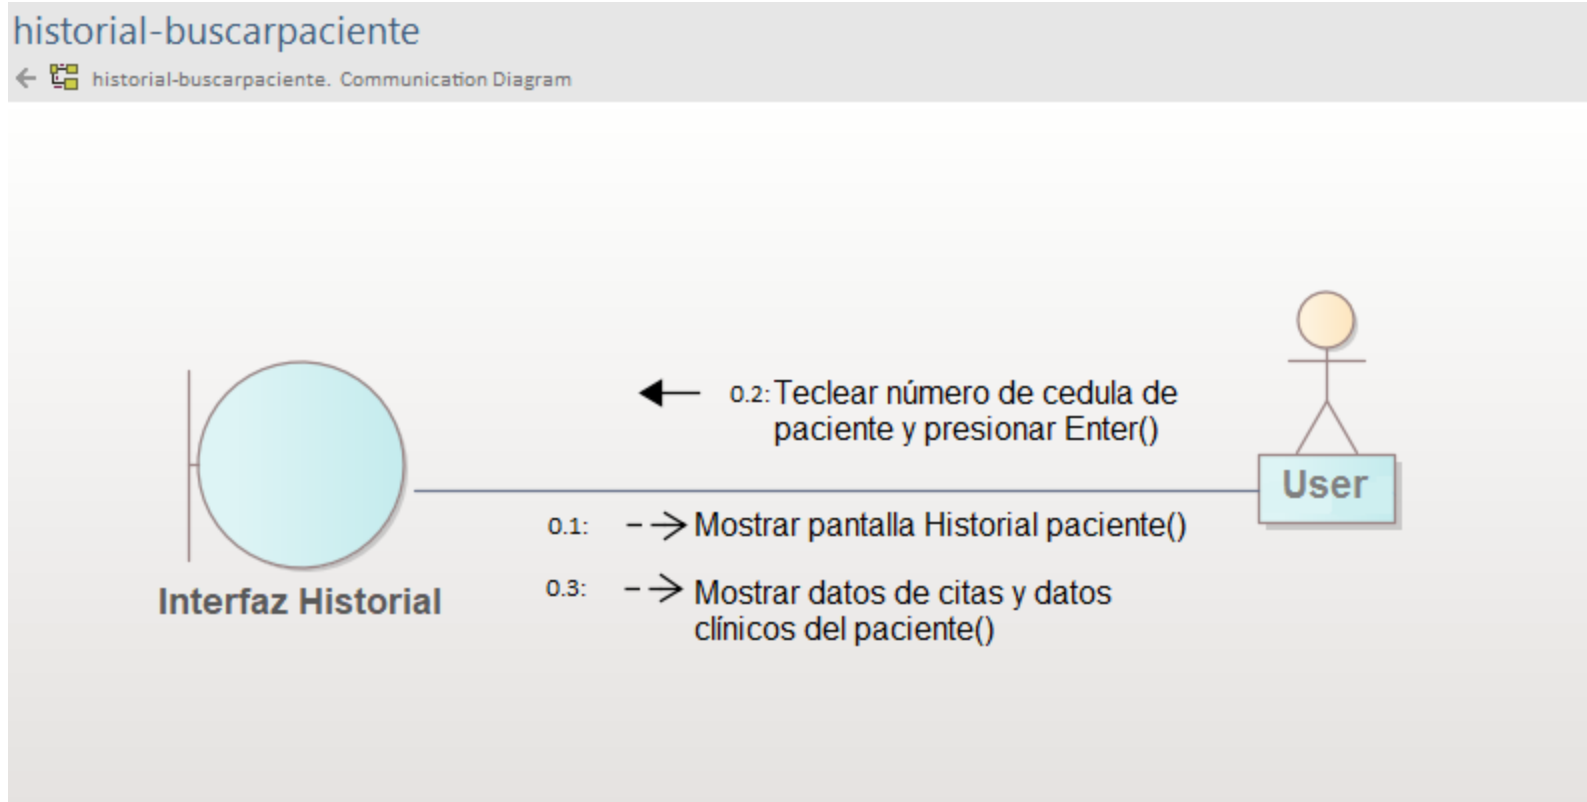 historial-buscarpaciente
historial-buscarpaciente. Communication Diagram
0.2: Teclear número de cedula de
paciente y presionar Enter()
User
0.1: Mostrar pantalla Historial paciente()
0.3: Mostrar datos de citas y datos
clínicos del paciente()
Interfaz Historial